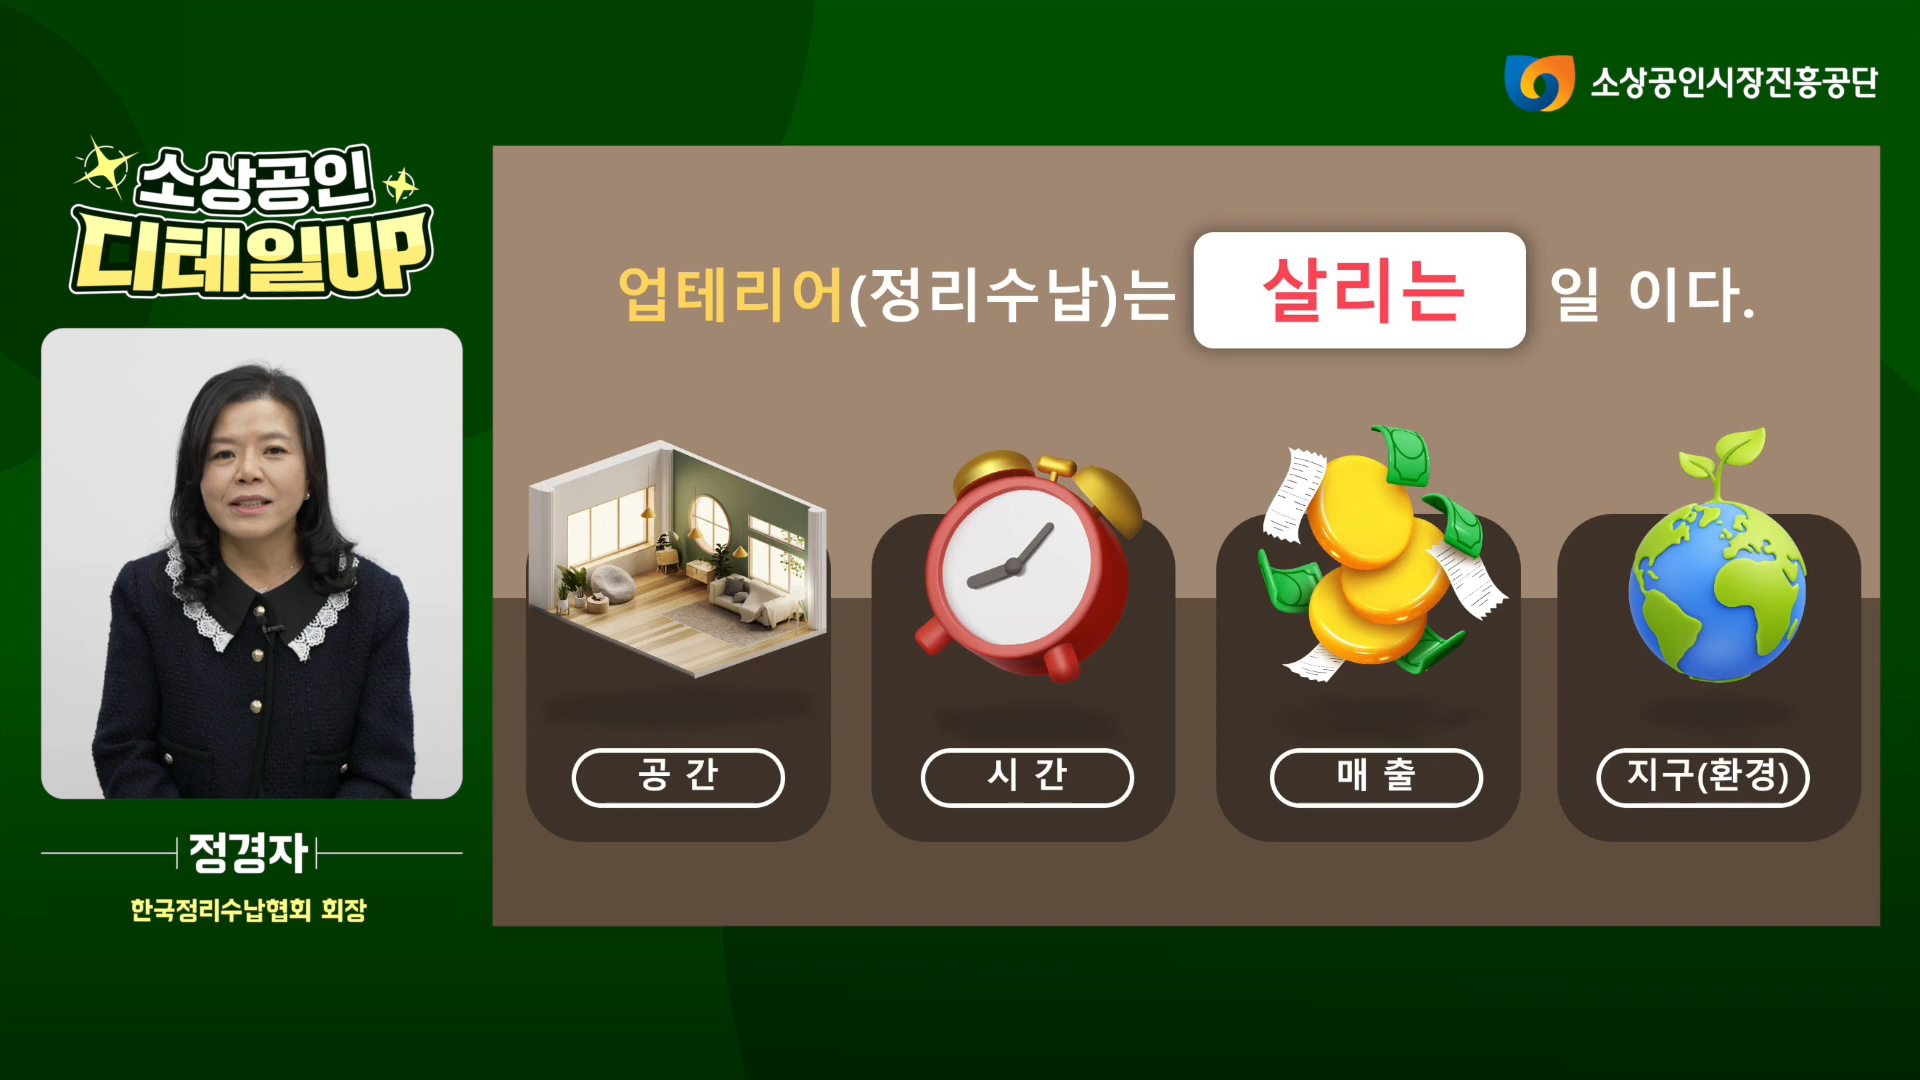 소상공인시장진흥공단
소상공인
디테일UP
업테리어(정리수납)는 살리는 일 이다.
공 간
시 간
매 출
지구(환경)
정경자
한국정리수납협회 회장